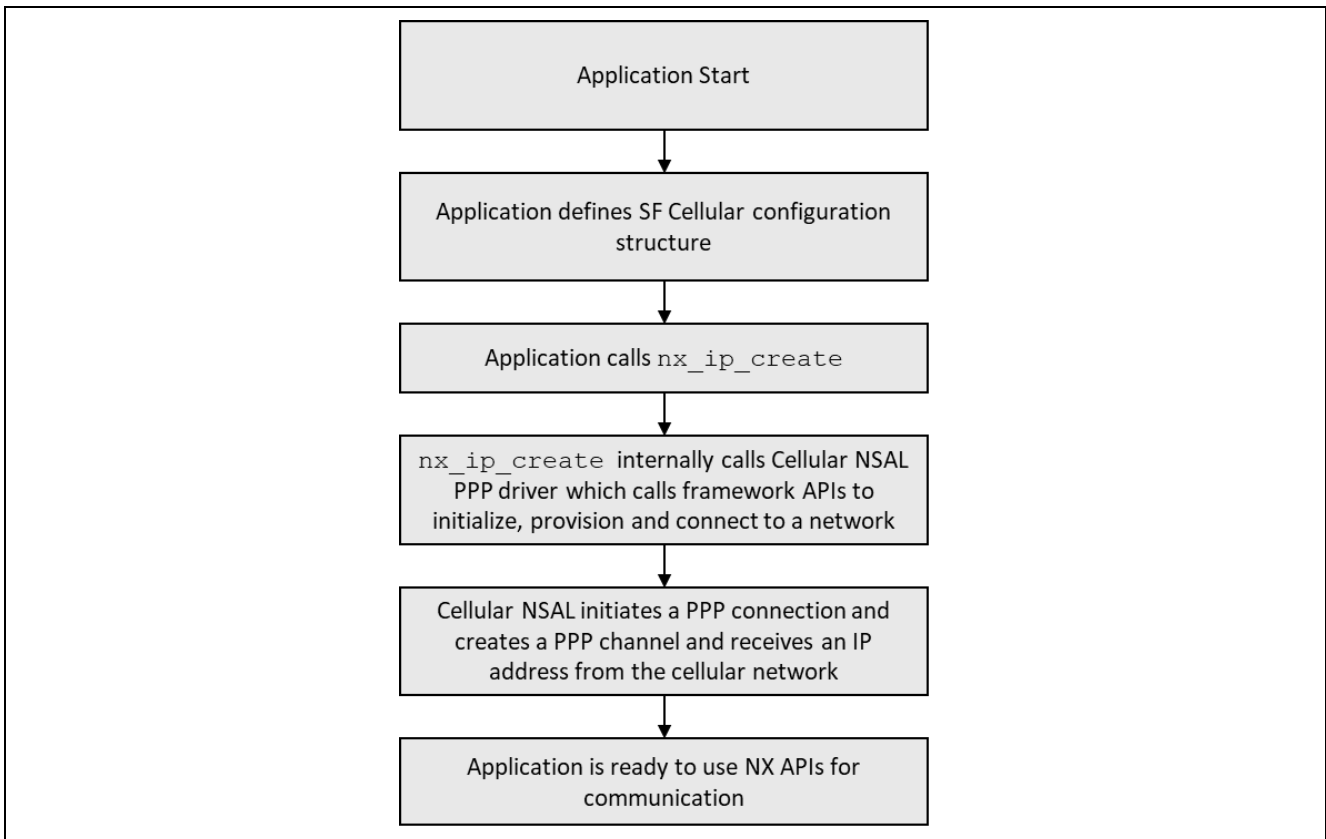 Application Start
Application defines SF Cellular configuration
structure
Application calls nx_ip_create
nx_ip_create internally calls Cellular NSAL
PPP driver which calls framework APIs to
initialize, provision and connect to a network
Cellular NSAL initiates a PPP connection and
creates a PPP channel and receives an IP
address from the cellular network
Application is ready to use NX APIs for
communication